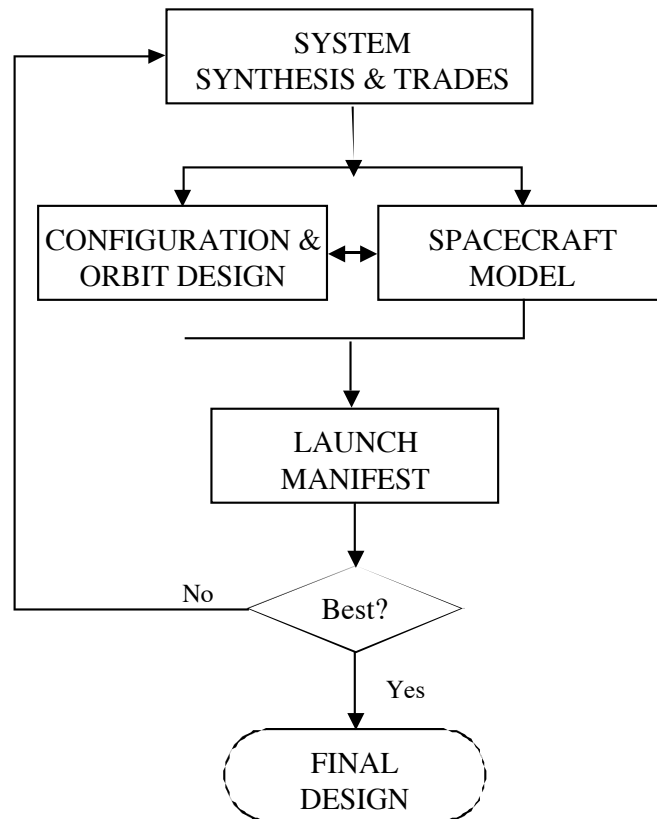 SYSTEM
SYNTHESIS & TRADES
CONFIGURATION &
ORBIT DESIGN
SPACECRAFT
MODEL
LAUNCH
MANIFEST
No
Best?
Yes
FINAL
DESIGN